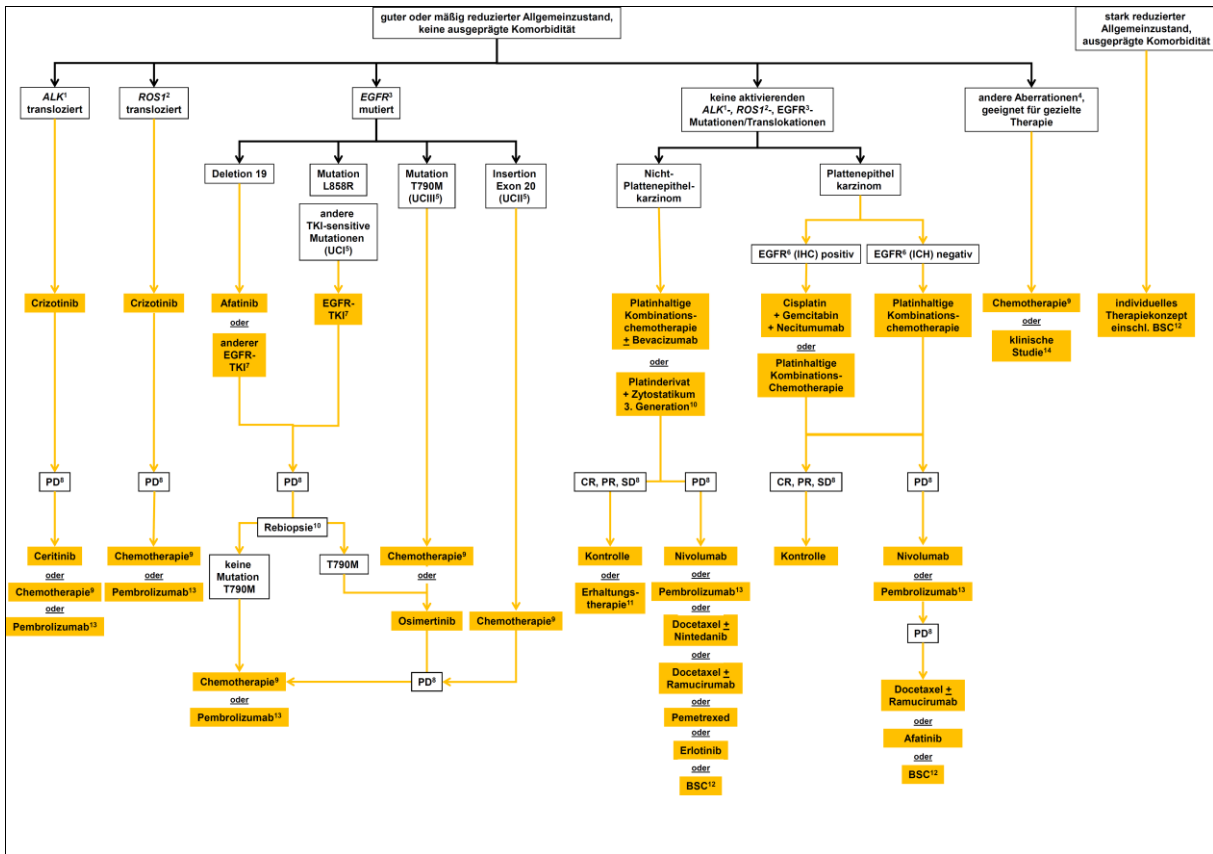 guter oder mäßig reduzierter Allgemeinzustand,
keine ausgeprägte Komorbidität
stark reduzierter
Allgemeinzustand,
ausgeprägte Komorbidität
ALK¹
transloziert
ROS1²
transloziert
EGFR³
mutiert
keine aktivierenden
ALK¹-, ROS1²-, EGFR³-
Mutationen/Translokationen
andere Aberrationen⁴,
geeignet für gezielte
Therapie
Deletion 19
Mutation
L858R
andere
TKI-sensitive
Mutationen
(UCI⁵)
Mutation
T790M
(UCIII⁵)
Insertion
Exon 20
(UCII⁵)
Nicht-
Plattenepithel-
karzinom
Plattenepithel
karzinom
EGFR⁶ (IHC) positiv
EGFR⁶ (ICH) negativ
Crizotinib
Crizotinib
Afatinib
oder
anderer
EGFR-
TKI⁷
EGFR-
TKI⁷
Platinhaltige
Kombinations-
chemotherapie
± Bevacizumab
oder
Platinderivat
+ Zytostatikum
3. Generation¹⁰
Cisplatin
+ Gemcitabin
+ Necitumumab
oder
Platinhaltige
Kombinations-
Chemotherapie
Platinhaltige
Kombinations-
chemotherapie
Chemotherapie⁹
oder
klinische
Studie¹⁴
individuelles
Therapiekonzept
einschl. BSC¹²
PD⁸
PD⁸
PD⁸
CR, PR, SD⁸
PD⁸
CR, PR, SD⁸
PD⁸
Rebiopsie¹⁰
keine
Mutation
T790M
T790M
Ceritinib
oder
Chemotherapie⁹
oder
Pembrolizumab¹³
Chemotherapie⁹
oder
Pembrolizumab¹³
Chemotherapie⁹
oder
Osimertinib
Chemotherapie⁹
PD⁸
Chemotherapie⁹
oder
Pembrolizumab¹³
Kontrolle
oder
Erhaltungs-
therapie¹¹
Nivolumab
oder
Pembrolizumab¹³
oder
Docetaxel ±
Nintedanib
oder
Docetaxel ±
Ramucirumab
oder
Pemetrexed
oder
Erlotinib
oder
BSC¹²
Kontrolle
Nivolumab
oder
Pembrolizumab¹³
PD⁸
Docetaxel ±
Ramucirumab
oder
Afatinib
oder
BSC¹²